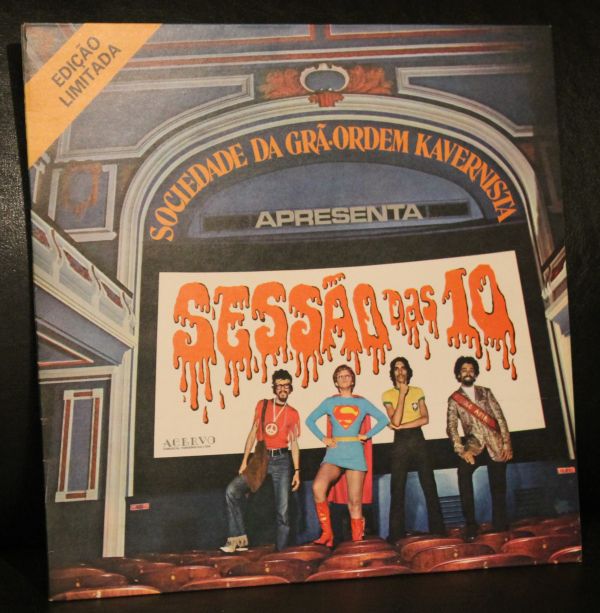 EDIÇÃO
LIMITADA
SOCIEDADE DA GRÃ-ORDEM KAVERNISTA
APRESENTA
SESSÃO DAS 10
ACERVO